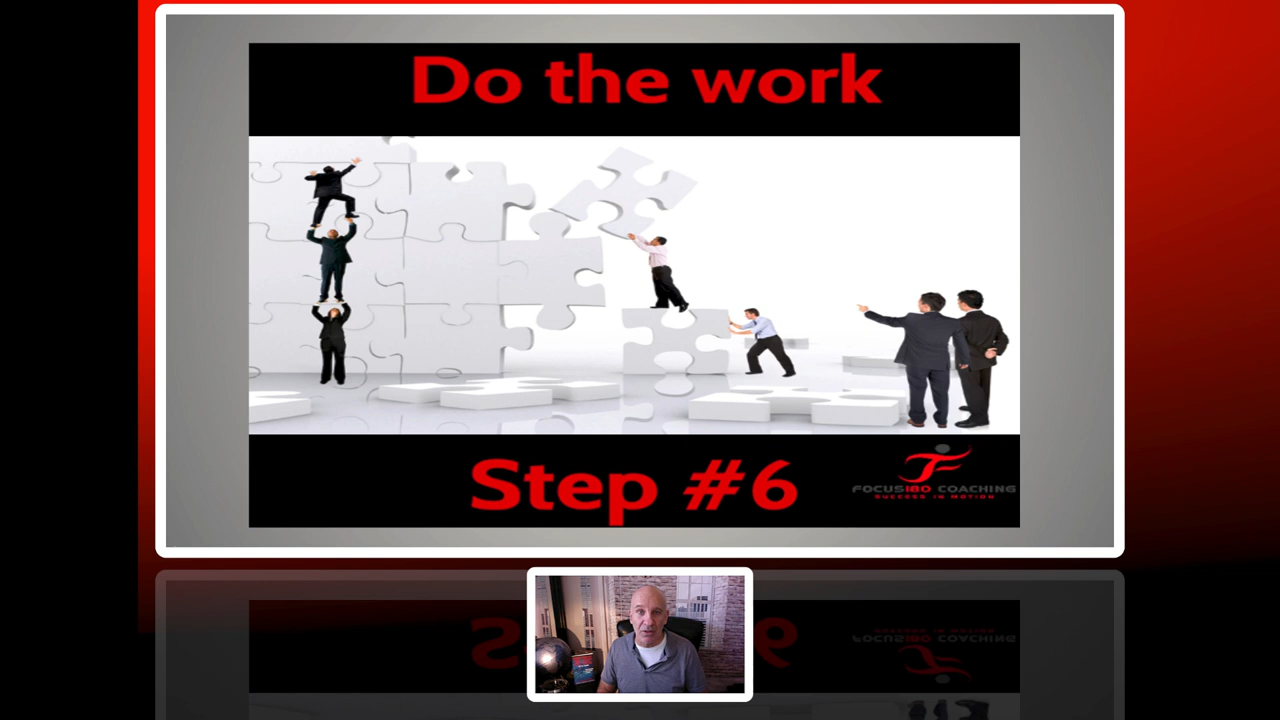 Do the work
Step #6
FOCUS180 COACHING
SUCCESS IN MOTION